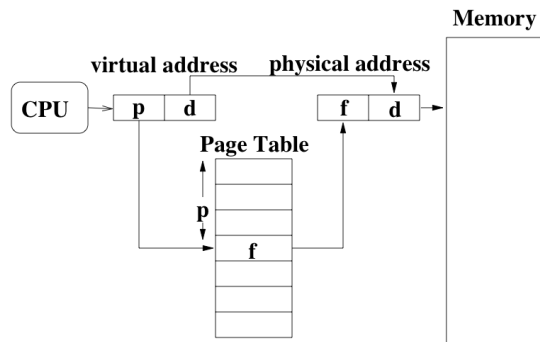 Memory
virtual address
physical address
CPU
p d
f d
Page Table
p
f